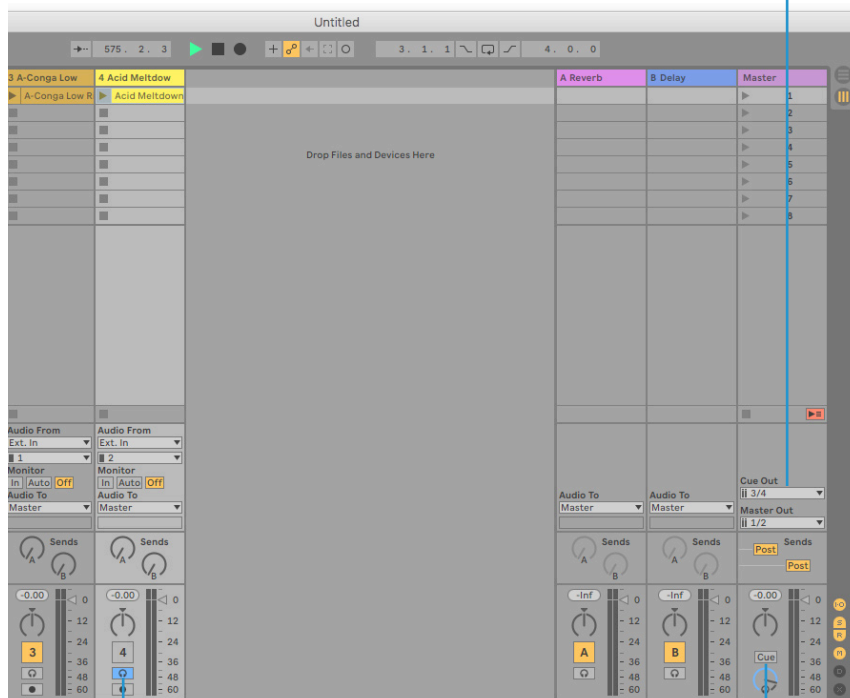 Untitled
575. 2. 3
3. 1. 1
4. 0. 0
3 A-Conga Low
4 Acid Meltdow
A Reverb
B Delay
Master
A-Conga Low R
Acid Meltdown
1
2
3
4
5
6
7
8
Drop Files and Devices Here
Audio From
Audio From
Ext. In
Ext. In
1
2
Monitor
Monitor
In Auto Off
In Auto Off
Audio To
Audio To
Master
Master
Audio To
Audio To
Master
Master
Cue Out
3/4
Master Out
1/2
Sends
A
B
Sends
A
B
Sends
A
B
Sends
A
B
Sends
Post
Post
-0.00
0
-0.00
0
-Inf
0
-Inf
0
-0.00
0
- 12
- 12
- 12
- 12
- 12
- 24
- 24
- 24
- 24
- 24
3
4
A
B
Cue
- 36
- 36
- 36
- 36
- 36
- 48
- 48
- 48
- 48
- 48
- 60
- 60
- 60
- 60
- 60
I·O
S
R
M
D
X